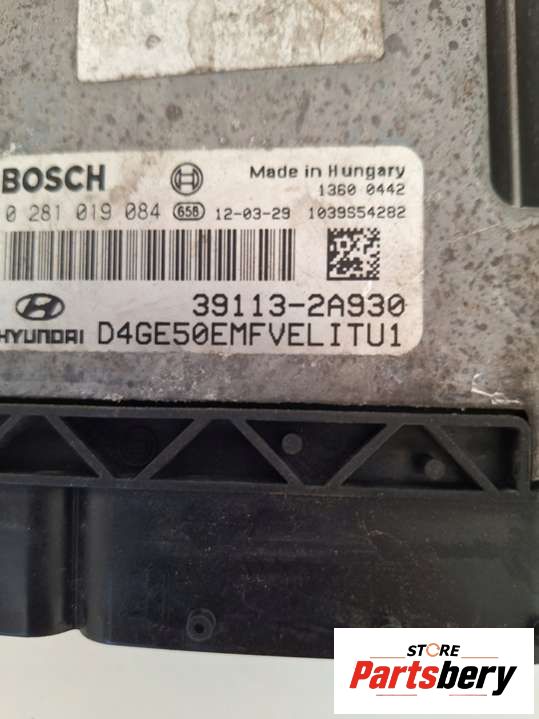 BOSCH
Made in Hungary
1360 0442
0 281 019 084 658 12-03-29 1039S54282
39113-2A930
HYUNDAI D4GE50EMFVELITU1
STORE
Partsbery